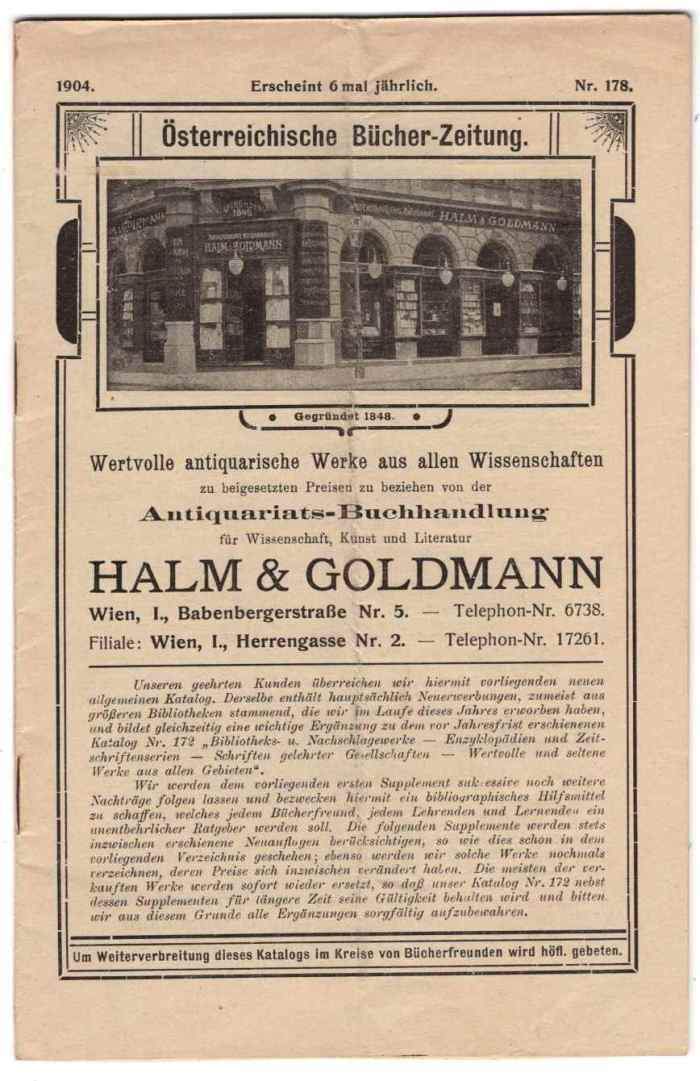 1904. Erscheint 6 mal jährlich. Nr. 178.
Österreichische Bücher-Zeitung.
HALM & GOLDMANN
HALM & GOLDMANN
Gegründet 1848.
Wertvolle antiquarische Werke aus allen Wissenschaften
zu beigesetzten Preisen zu beziehen von der
Antiquariats-Buchhandlung
für Wissenschaft, Kunst und Literatur
HALM & GOLDMANN
Wien, I., Babenbergerstraße Nr. 5. — Telephon-Nr. 6738.
Filiale: Wien, I., Herrengasse Nr. 2. — Telephon-Nr. 17261.
Unseren geehrten Kunden überreichen wir hiermit vorliegenden neuen
allgemeinen Katalog. Derselbe enthält hauptsächlich Neuerwerbungen, zumeist aus
größeren Bibliotheken stammend, die wir im Laufe dieses Jahres erworben haben,
und bildet gleichzeitig eine wichtige Ergänzung zu dem vor Jahresfrist erschienenen
Katalog Nr. 172 „Bibliotheks- u. Nachschlagewerke — Enzyklopädien und Zeit-
schriftenserien — Schriften gelehrter Gesellschaften — Wertvolle und seltene
Werke aus allen Gebieten“.
Wir werden dem vorliegenden ersten Supplement sukzessive noch weitere
Nachträge folgen lassen und bezwecken hiermit ein bibliographisches Hilfsmittel
zu schaffen, welches jedem Bücherfreund, jedem Lehrenden und Lernenden ein
unentbehrlicher Ratgeber werden soll. Die folgenden Supplemente werden stets
inzwischen erschienene Neuauflagen berücksichtigen, so wie dies schon in dem
vorliegenden Verzeichnis geschehen; ebenso werden wir solche Werke nochmals
verzeichnen, deren Preise sich inzwischen verändert haben. Die meisten der ver-
kauften Werke werden sofort wieder ersetzt, so daß unser Katalog Nr. 172 nebst
dessen Supplementen für längere Zeit seine Gültigkeit behalten wird und bitten
wir aus diesem Grunde alle Ergänzungen sorgfältig aufzubewahren.
Um Weiterverbreitung dieses Katalogs im Kreise von Bücherfreunden wird höfl. gebeten.